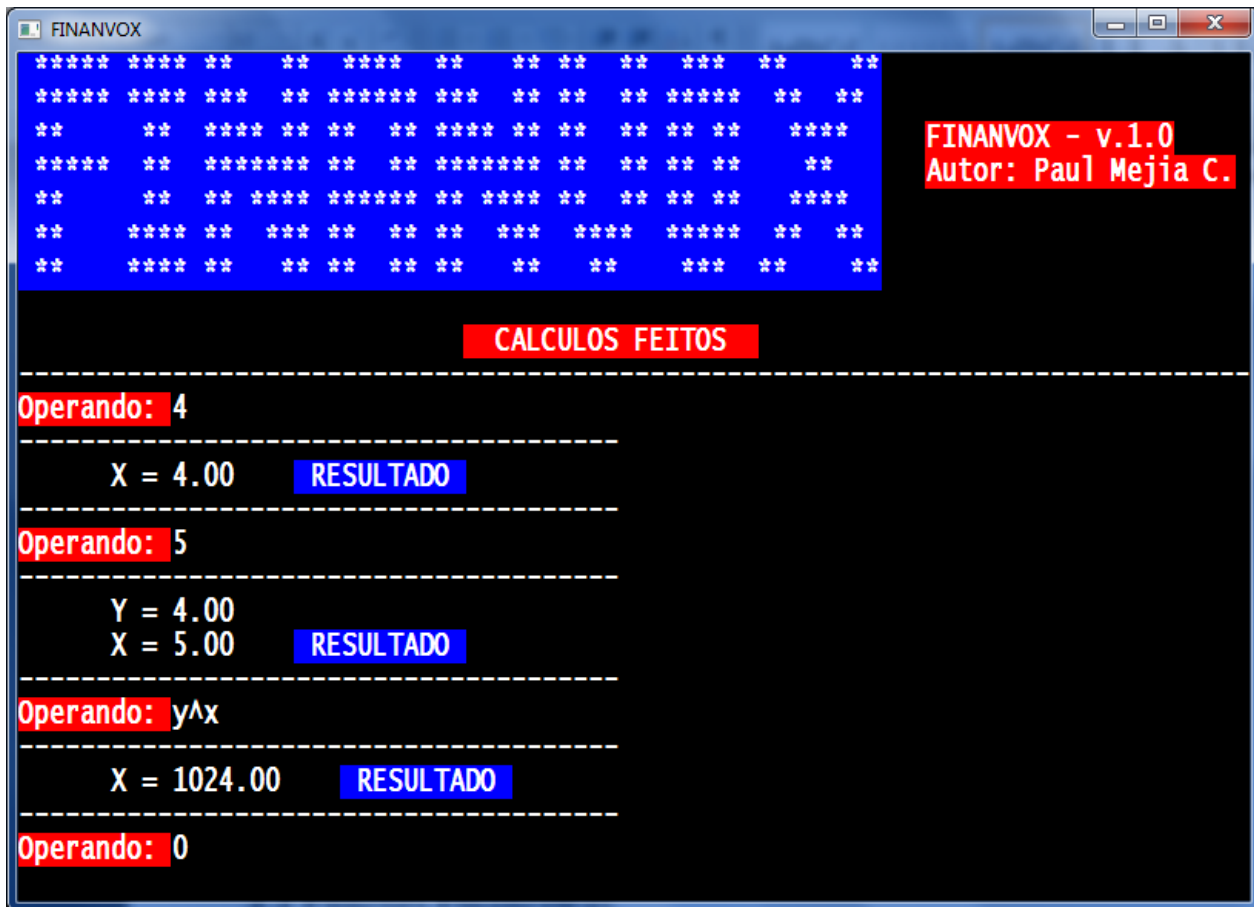 FINANVOX
FINANVOX - v.1.0
Autor: Paul Mejia C.
CALCULOS FEITOS
Operando: 4
X = 4.00 RESULTADO
Operando: 5
Y = 4.00
X = 5.00 RESULTADO
Operando: y^x
X = 1024.00 RESULTADO
Operando: 0